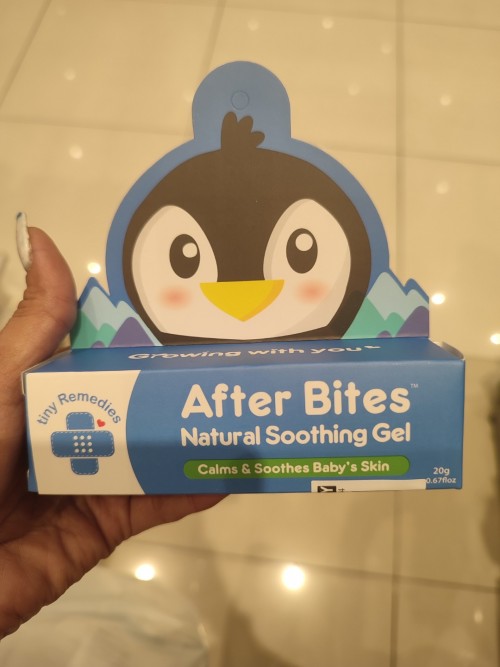 Growing with you
tiny Remedies
After Bites™
Natural Soothing Gel
Calms & Soothes Baby's Skin
20g
0.67floz